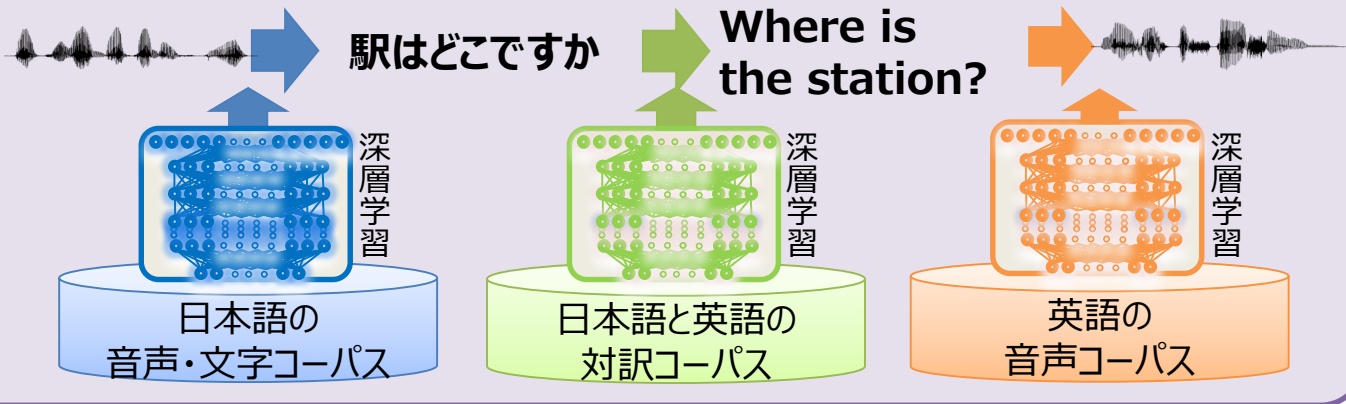 駅はどこですか
Where is
the station?
深層学習
深層学習
深層学習
日本語の
音声・文字コーパス
日本語と英語の
対訳コーパス
英語の
音声コーパス